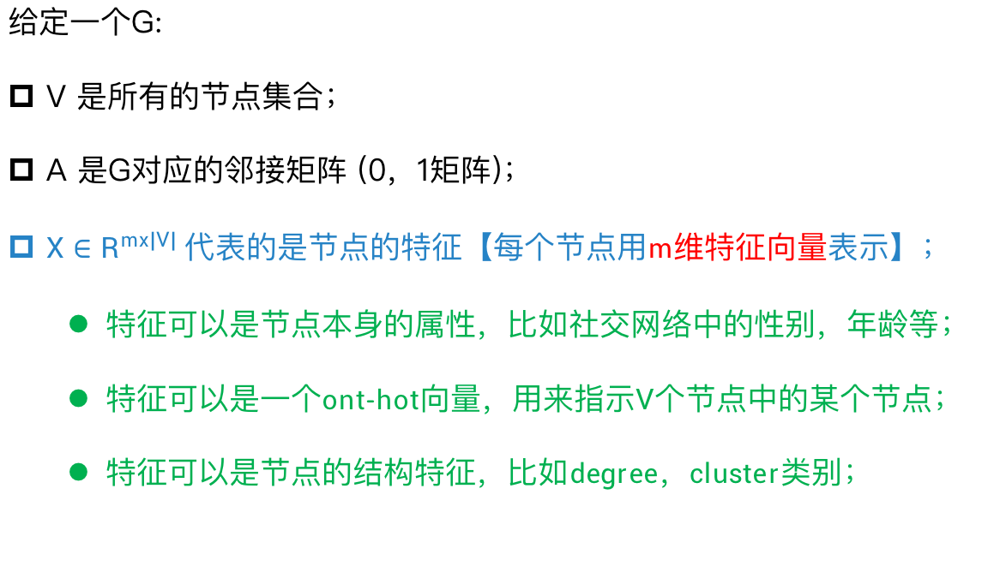 给定一个G:
V 是所有的节点集合；
A 是G对应的邻接矩阵 (0，1矩阵)；
X ∈ R^{mx|V|} 代表的是节点的特征【每个节点用m维特征向量表示】；
特征可以是节点本身的属性，比如社交网络中的性别，年龄等；
特征可以是一个ont-hot向量，用来指示V个节点中的某个节点；
特征可以是节点的结构特征，比如degree，cluster类别；